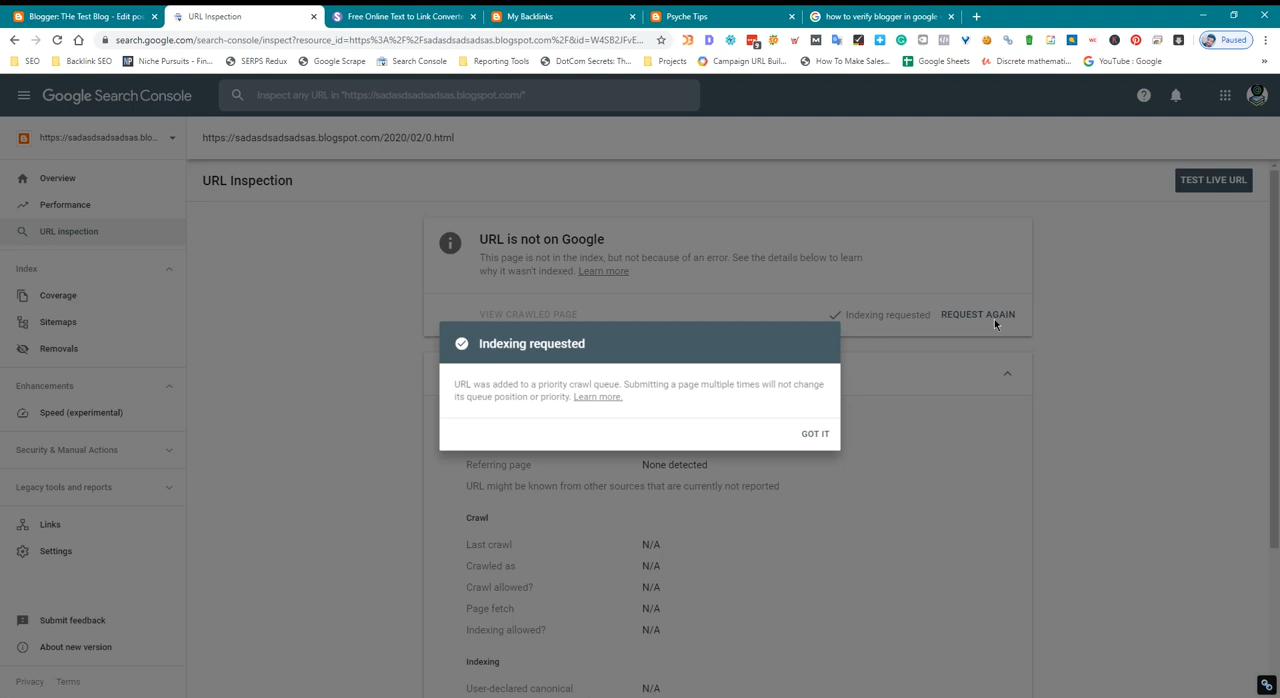 Blogger: THe Test Blog - Edit pos
URL Inspection
Free Online Text to Link Converte
My Backlinks
Psyche Tips
how to verify blogger in google
search.google.com/search-console/inspect?resource_id=https%3A%2F%2Fsadasdsadsadsas.blogspot.com%2F&id=W4SB2JFvE...
Paused
SEO
Backlink SEO
Niche Pursuits - Fin...
SERPS Redux
Google Scrape
Search Console
Reporting Tools
DotCom Secrets: Th...
Projects
Campaign URL Buil...
How To Make Sales...
Google Sheets
Discrete mathemati...
YouTube : Google
Google Search Console
Inspect any URL in "https://sadasdsadsadsas.blogspot.com/"
https://sadasdsadsadsas.blo...
https://sadasdsadsadsas.blogspot.com/2020/02/0.html
Overview
Performance
URL inspection
Index
Coverage
Sitemaps
Removals
Enhancements
Speed (experimental)
Security & Manual Actions
Legacy tools and reports
Links
Settings
Submit feedback
About new version
Privacy Terms
URL Inspection
TEST LIVE URL
URL is not on Google
This page is not in the index, but not because of an error. See the details below to learn
why it wasn't indexed. Learn more
VIEW CRAWLED PAGE
Indexing requested
REQUEST AGAIN
Indexing requested
URL was added to a priority crawl queue. Submitting a page multiple times will not change
its queue position or priority. Learn more.
GOT IT
Referring page None detected
URL might be known from other sources that are currently not reported
Crawl
Last crawl N/A
Crawled as N/A
Crawl allowed? N/A
Page fetch N/A
Indexing allowed? N/A
Indexing
User-declared canonical N/A